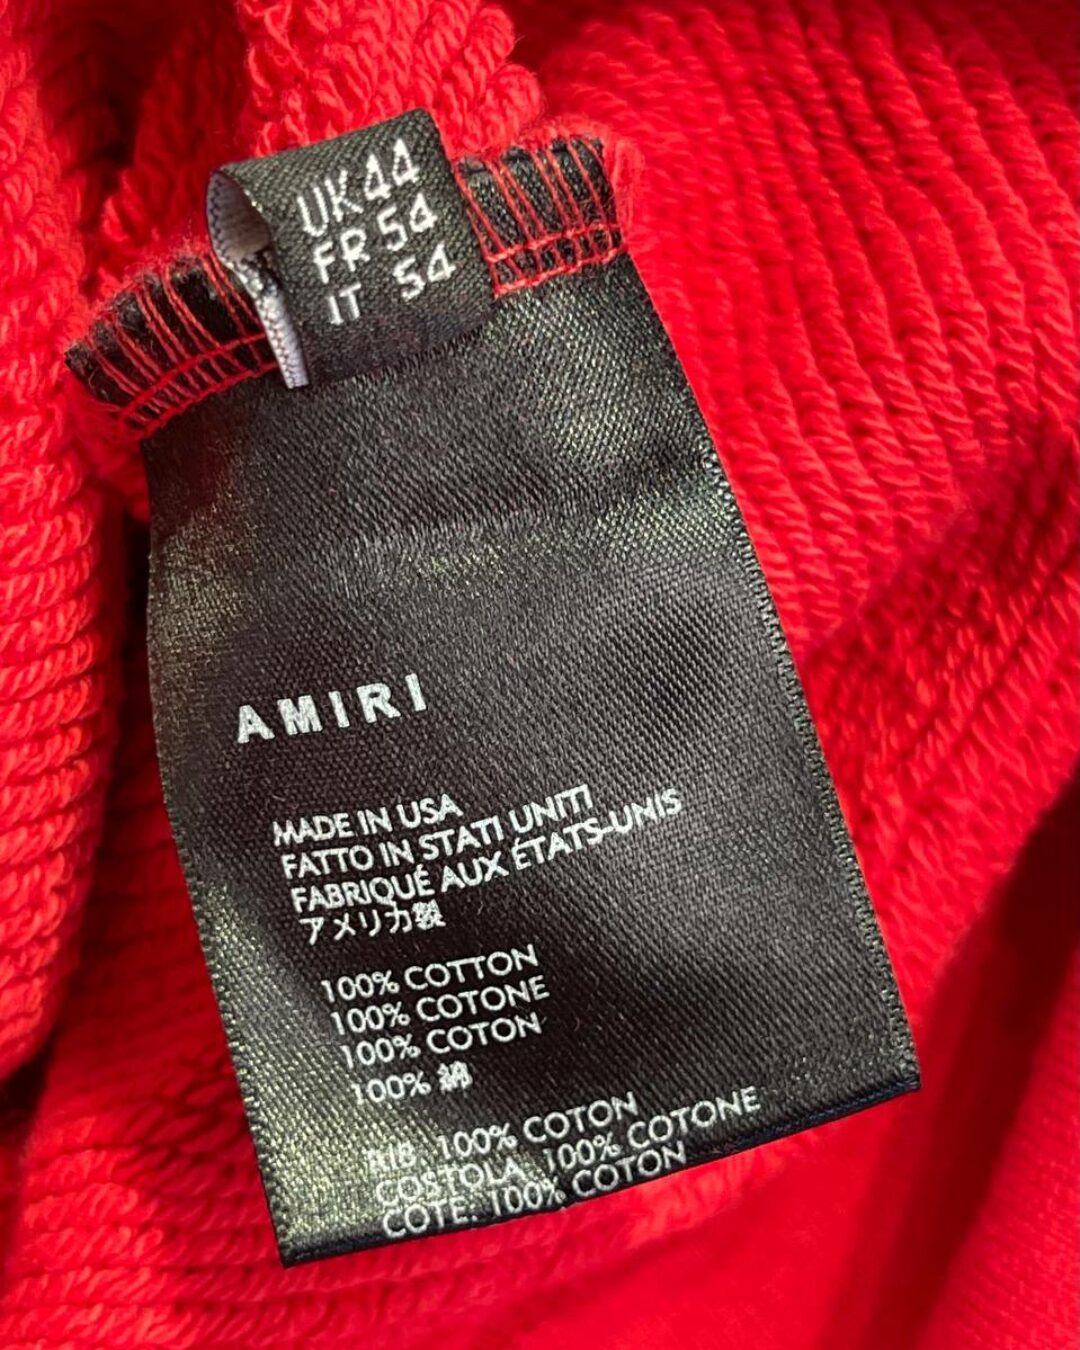 UK 44
FR 54
IT 54
AMIRI
MADE IN USA
FATTO IN STATI UNITI
FABRIQUÉ AUX ÉTATS-UNIS
アメリカ製
100% COTTON
100% COTONE
100% COTON
100% 綿
RIB: 100% COTON
COSTOLA: 100% COTONE
COTE: 100% COTON